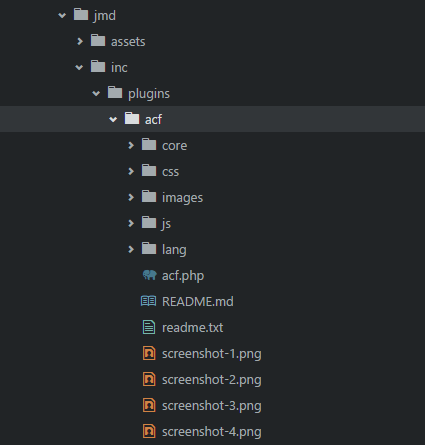 jmd
assets
inc
plugins
acf
core
css
images
js
lang
acf.php
README.md
readme.txt
screenshot-1.png
screenshot-2.png
screenshot-3.png
screenshot-4.png